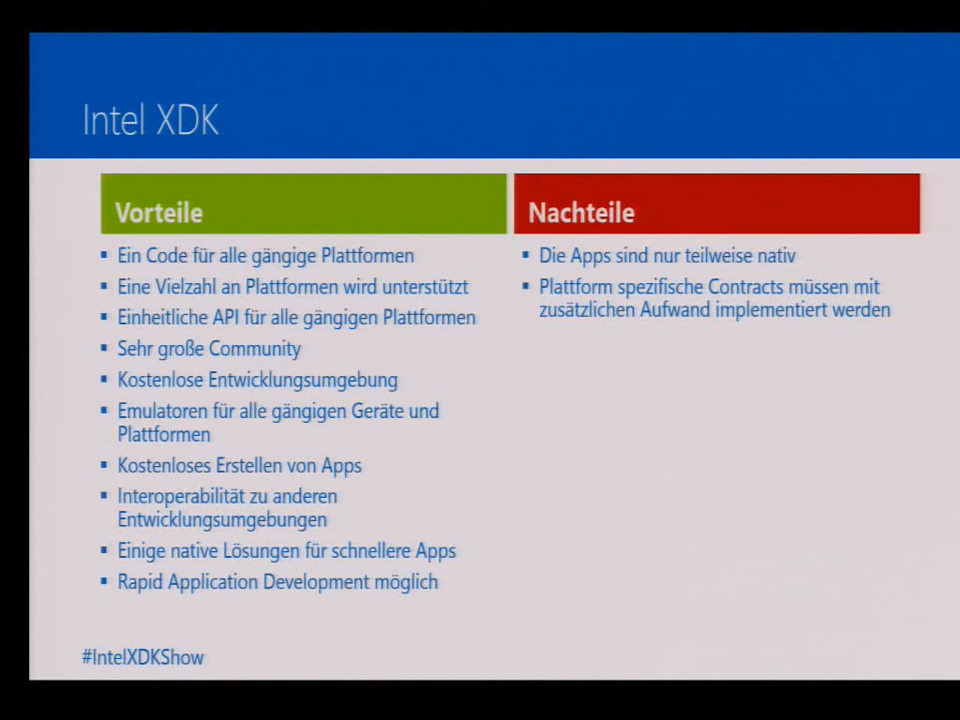 Intel XDK
Vorteile
Ein Code für alle gängige Plattformen
Eine Vielzahl an Plattformen wird unterstützt
Einheitliche API für alle gängigen Plattformen
Sehr große Community
Kostenlose Entwicklungsumgebung
Emulatoren für alle gängigen Geräte und
Plattformen
Kostenloses Erstellen von Apps
Interoperabilität zu anderen
Entwicklungsumgebungen
Einige native Lösungen für schnellere Apps
Rapid Application Development möglich
Nachteile
Die Apps sind nur teilweise nativ
Plattform spezifische Contracts müssen mit
zusätzlichen Aufwand implementiert werden
#IntelXDKShow